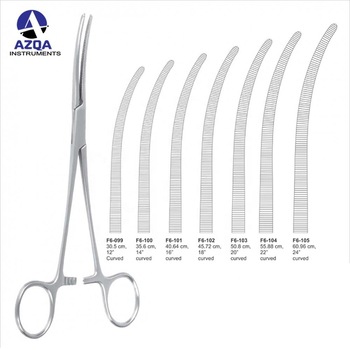 AZQA
INSTRUMENTS
F6-099
30.5 cm,
12"
Curved
F6-100
35.6 cm,
14"
curved
F6-101
40.64 cm,
16"
curved
F6-102
45.72 cm,
18"
curved
F6-103
50.8 cm,
20"
curved
F6-104
55.88 cm,
22"
curved
F6-105
60.96 cm,
24"
curved